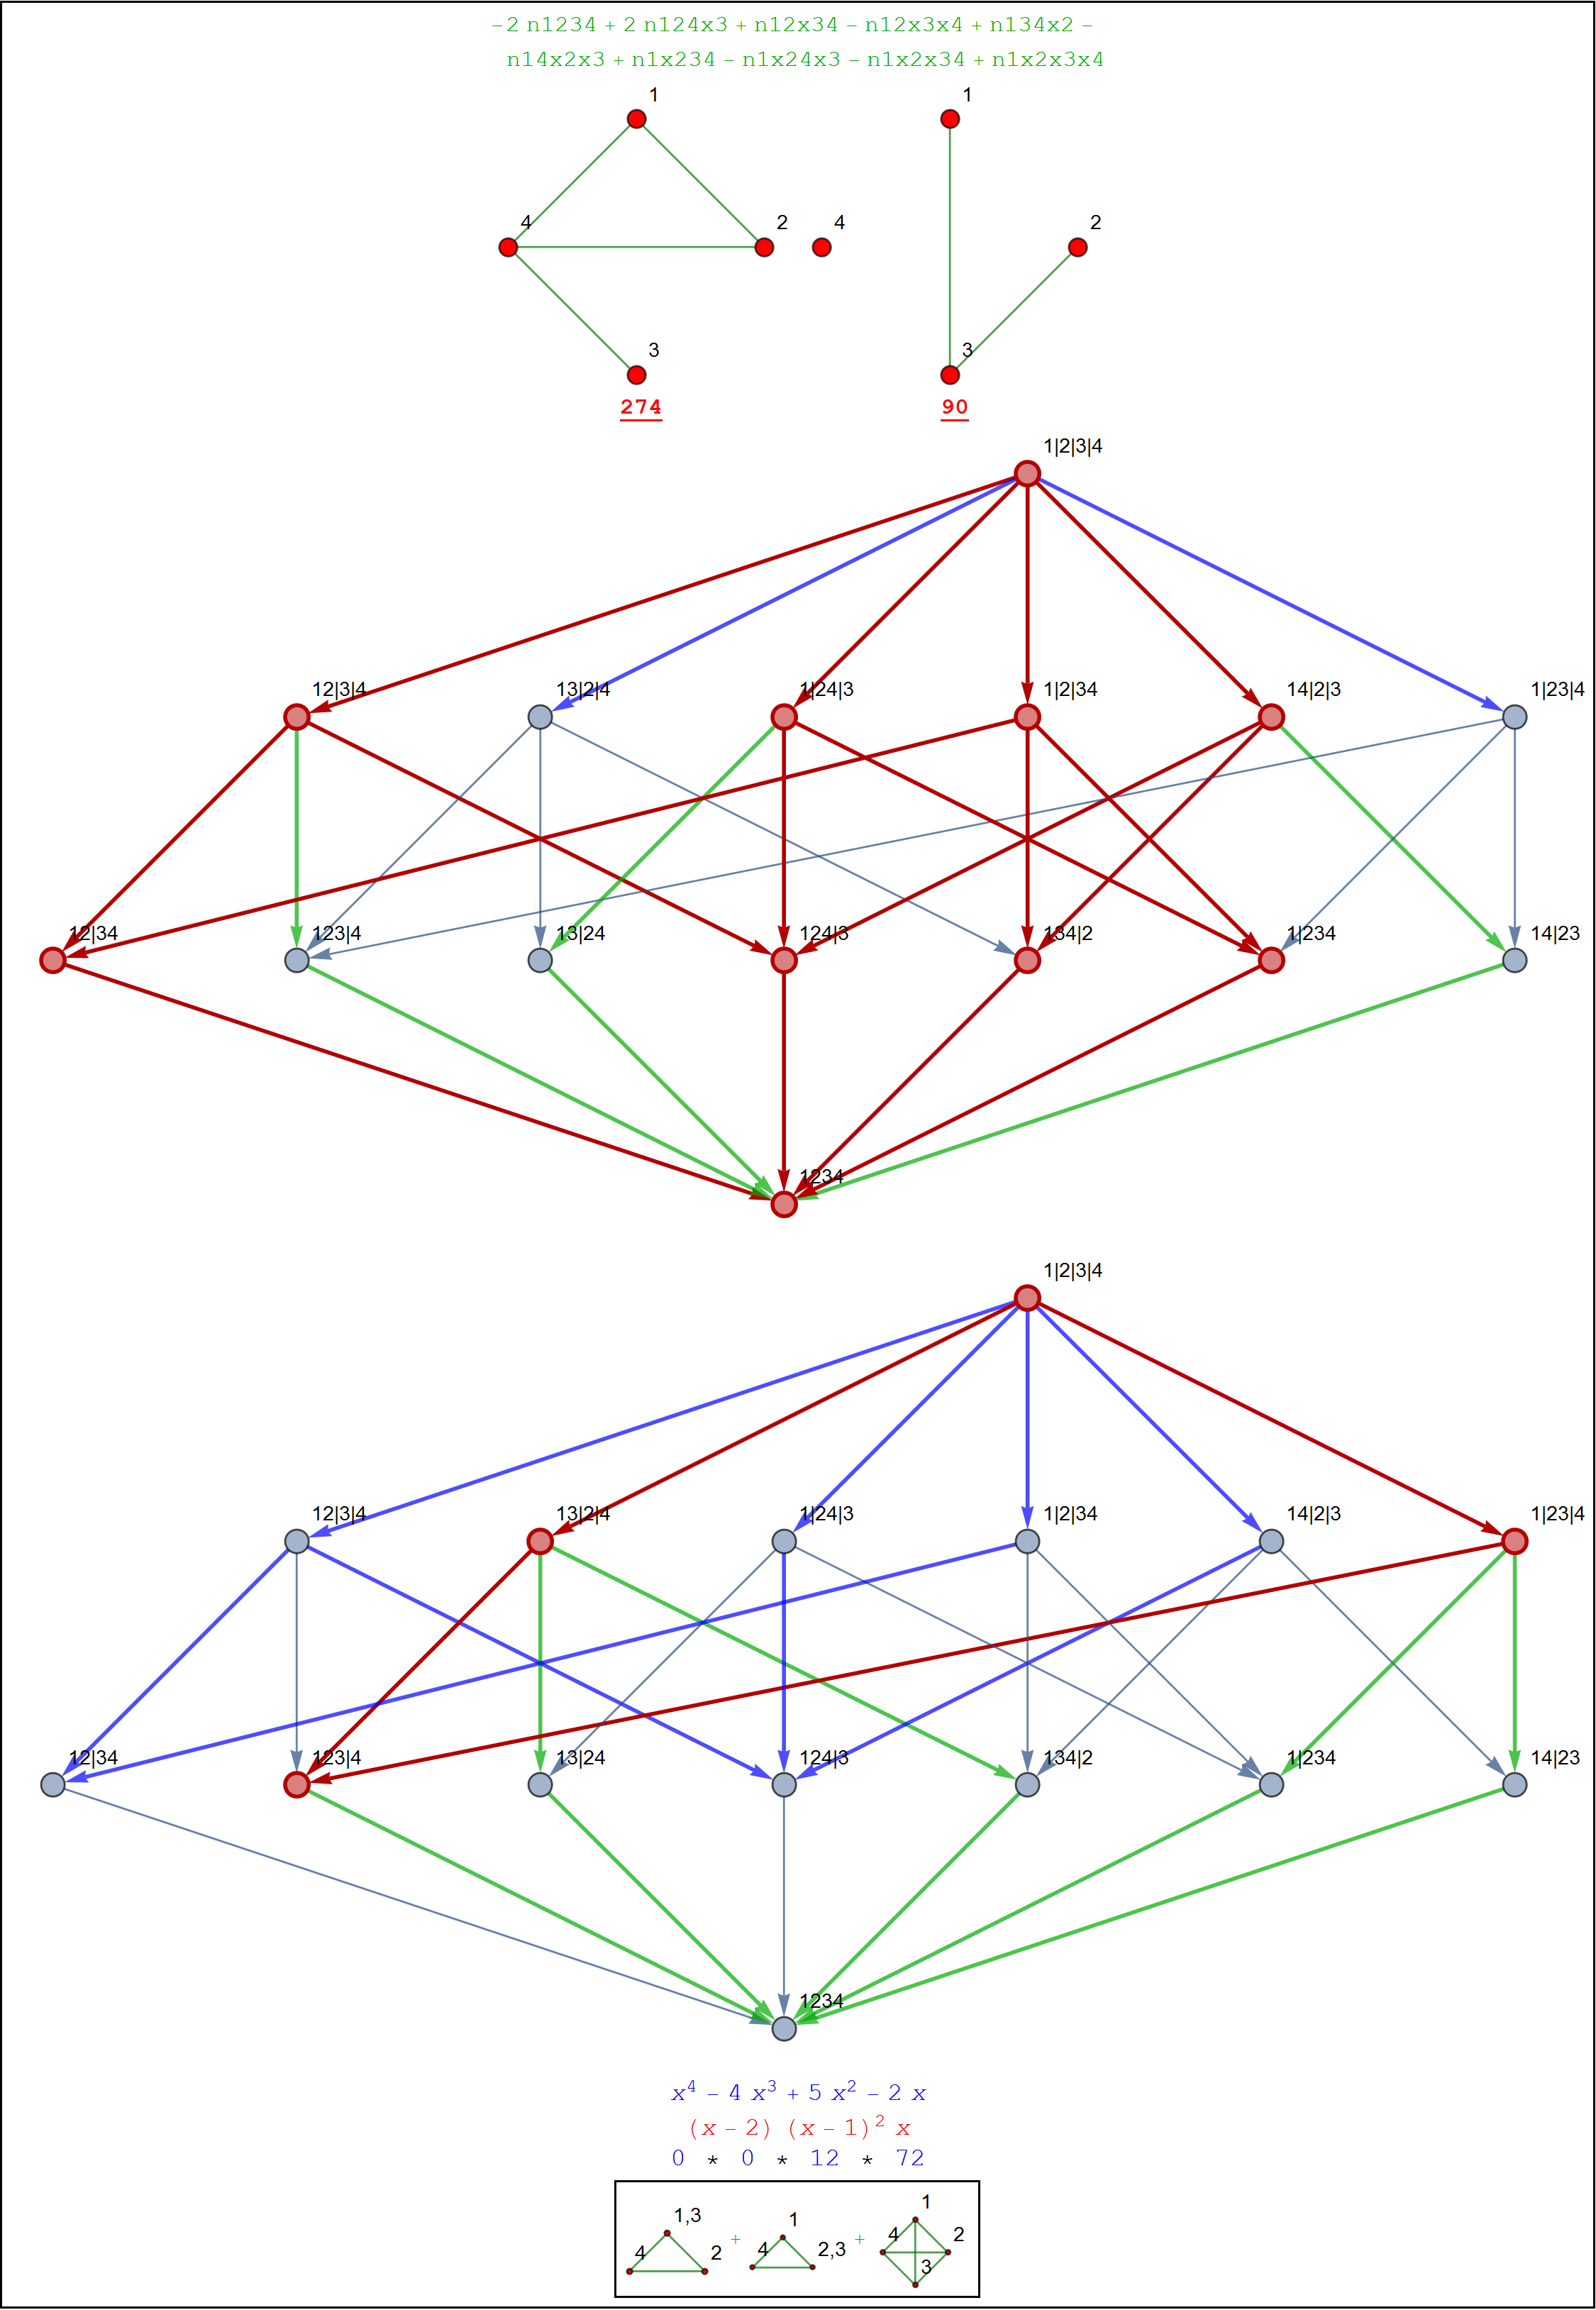 -2 n1234 + 2 n124x3 + n12x34 - n12x3x4 + n134x2 -
n14x2x3 + n1x234 - n1x24x3 - n1x2x34 + n1x2x3x4
1 1
4 2 4 2
3 3
274 90
1|2|3|4
12|3|4 13|2|4 1|24|3 1|2|34 14|2|3 1|23|4
12|34 123|4 13|24 124|3 134|2 1|234 14|23
1234
1|2|3|4
12|3|4 13|2|4 1|24|3 1|2|34 14|2|3 1|23|4
12|34 123|4 13|24 124|3 134|2 1|234 14|23
1234
x⁴ - 4 x³ + 5 x² - 2 x
(x - 2) (x - 1)² x
0 * 0 * 12 * 72
1,3 1 1
4 2 + 4 2,3 + 4 2
3